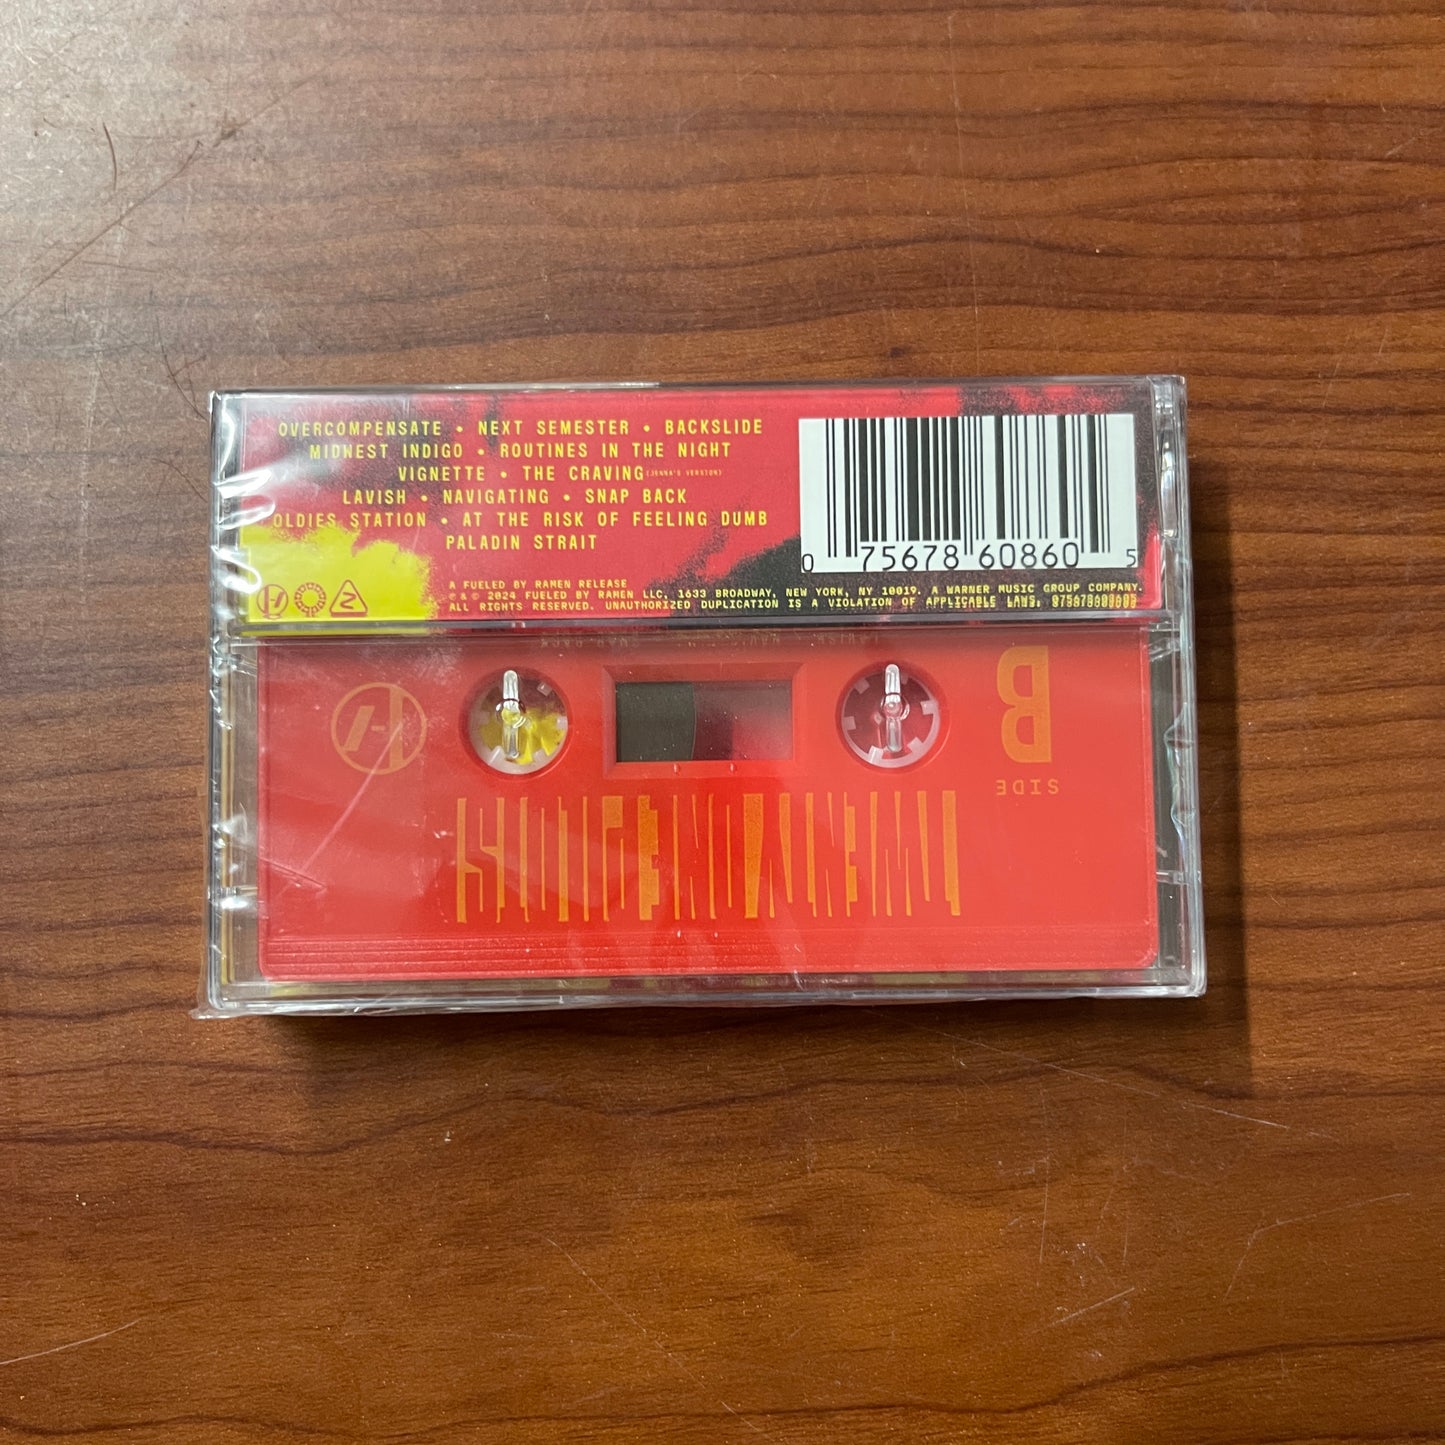 OVERCOMPENSATE • NEXT SEMESTER • BACKSLIDE
MIDWEST INDIGO • ROUTINES IN THE NIGHT
VIGNETTE • THE CRAVING (JENNA'S VERSION)
LAVISH • NAVIGATING • SNAP BACK
OLDIES STATION • AT THE RISK OF FEELING DUMB
PALADIN STRAIT
0 75678 60860 5
A FUELED BY RAMEN RELEASE
℗ & © 2024 FUELED BY RAMEN LLC, 1633 BROADWAY, NEW YORK, NY 10019. A WARNER MUSIC GROUP COMPANY.
ALL RIGHTS RESERVED. UNAUTHORIZED DUPLICATION IS A VIOLATION OF APPLICABLE LAWS.
SIDE B
TWENTY ONE PILOTS